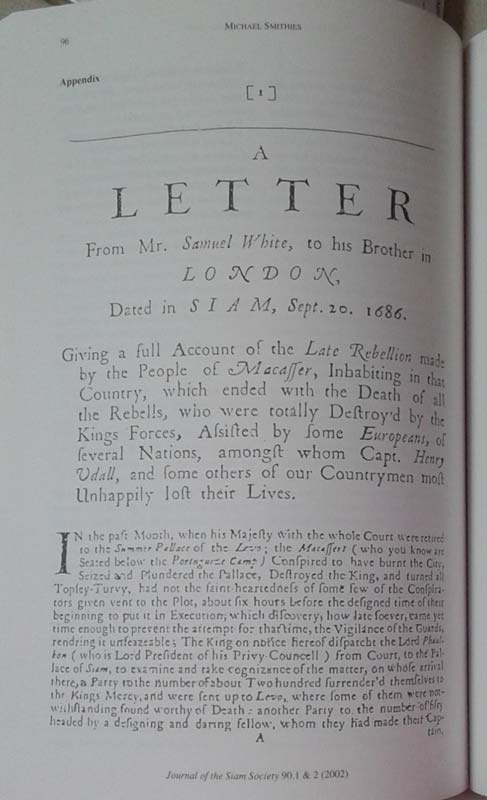 MICHAEL SMITHIES
96
Appendix
[ 1 ]
A
LETTER
From Mr. Samuel White, to his Brother in
LONDON,
Dated in SIAM, Sept. 20. 1686.
Giving a full Account of the Late Rebellion made
by the People of Macaſſer, Inhabiting in that
Country, which ended with the Death of all
the Rebells, who were totally Deſtroy'd by the
Kings Forces, Aſsiſted by ſome Europeans, of
ſeveral Nations, amongſt whom Capt. Henry
Udall, and ſome others of our Countrymen moſt
Unhappily loſt their Lives.
IN the paſt Month, when his Majeſty with the whole Court were retired
to the Summer Pallace of the Levo; the Macaſſers (who you know are
Seated below the Portugueze Camp) Conſpired to have burnt the City,
Seized and Plundered the Pallace, Deſtroyed the King, and turned all
Topſey-Turvy, had not the faint-heartedneſs of ſome few of the Conſpira-
tors given vent to the Plot, about ſix hours before the deſigned time of their
beginning to put it in Execution; which diſcovery, how late ſoever, came yet
time enough to prevent the attempt for that time, the Vigilance of the Guards,
rendring it unfeazeable; The King on notice hereof diſpatcht the Lord Phaul-
kon (who is Lord Preſident of his Privy Councell) from Court, to the Pal-
lace of Siam, to examine and take cognizance of the matter, on whoſe arrival
there, a Party to the number of about Two hundred ſurrender'd themſelves to
the Kings Mercy, and were ſent up to Levo, where ſome of them were not-
withſtanding found worthy of Death: another Party to the number of fifty
headed by a deſigning and daring fellow, whom they had made their Cap-
A
tain,
Journal of the Siam Society 90.1 & 2 (2002)